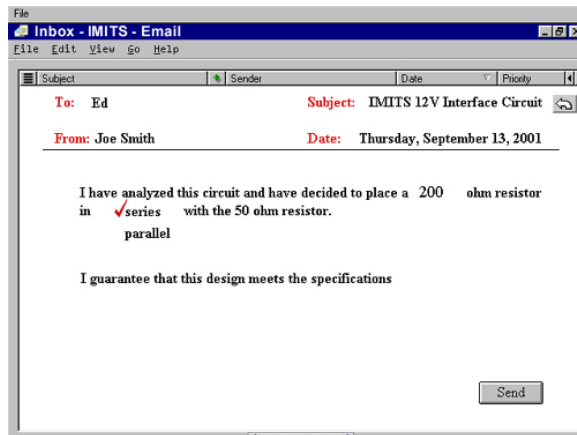 File
Inbox - IMITS - Email
File Edit View Go Help
Subject Sender Date Priority
To: Ed Subject: IMITS 12V Interface Circuit
From: Joe Smith Date: Thursday, September 13, 2001
I have analyzed this circuit and have decided to place a 200 ohm resistor
in series with the 50 ohm resistor.
parallel
I guarantee that this design meets the specifications
Send